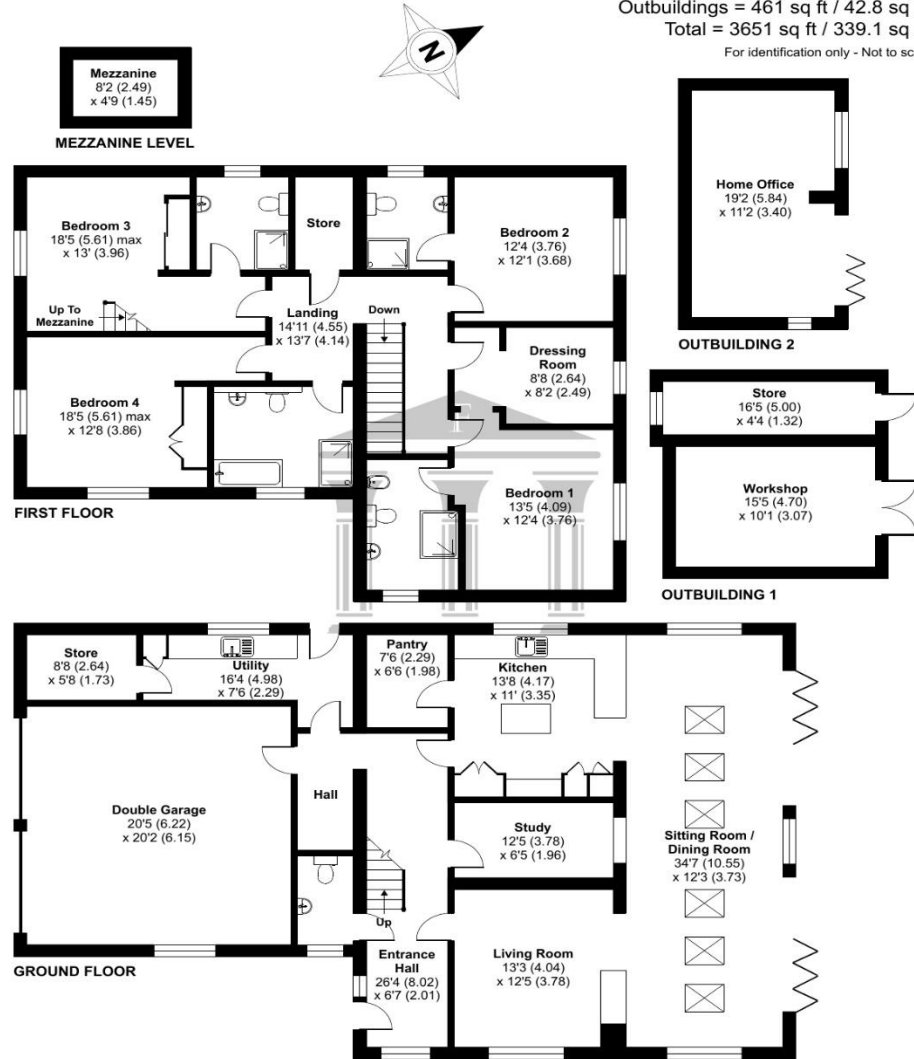 Outbuildings = 461 sq ft / 42.8 sq
Total = 3651 sq ft / 339.1 sq
For identification only - Not to sc
N
Mezzanine
8'2 (2.49)
x 4'9 (1.45)
MEZZANINE LEVEL
Bedroom 3
18'5 (5.61) max
x 13' (3.96)
Up To
Mezzanine
Store
Bedroom 2
12'4 (3.76)
x 12'1 (3.68)
Landing
14'11 (4.55)
x 13'7 (4.14)
Down
Dressing
Room
8'8 (2.64)
x 8'2 (2.49)
Bedroom 4
18'5 (5.61) max
x 12'8 (3.86)
F
Bedroom 1
13'5 (4.09)
x 12'4 (3.76)
FIRST FLOOR
Home Office
19'2 (5.84)
x 11'2 (3.40)
OUTBUILDING 2
Store
16'5 (5.00)
x 4'4 (1.32)
Workshop
15'5 (4.70)
x 10'1 (3.07)
OUTBUILDING 1
Store
8'8 (2.64)
x 5'8 (1.73)
Utility
16'4 (4.98)
x 7'6 (2.29)
Pantry
7'6 (2.29)
x 6'6 (1.98)
Kitchen
13'8 (4.17)
x 11' (3.35)
Double Garage
20'5 (6.22)
x 20'2 (6.15)
Hall
Study
12'5 (3.78)
x 6'5 (1.96)
Sitting Room /
Dining Room
34'7 (10.55)
x 12'3 (3.73)
Up
Entrance
Hall
26'4 (8.02)
x 6'7 (2.01)
Living Room
13'3 (4.04)
x 12'5 (3.78)
GROUND FLOOR